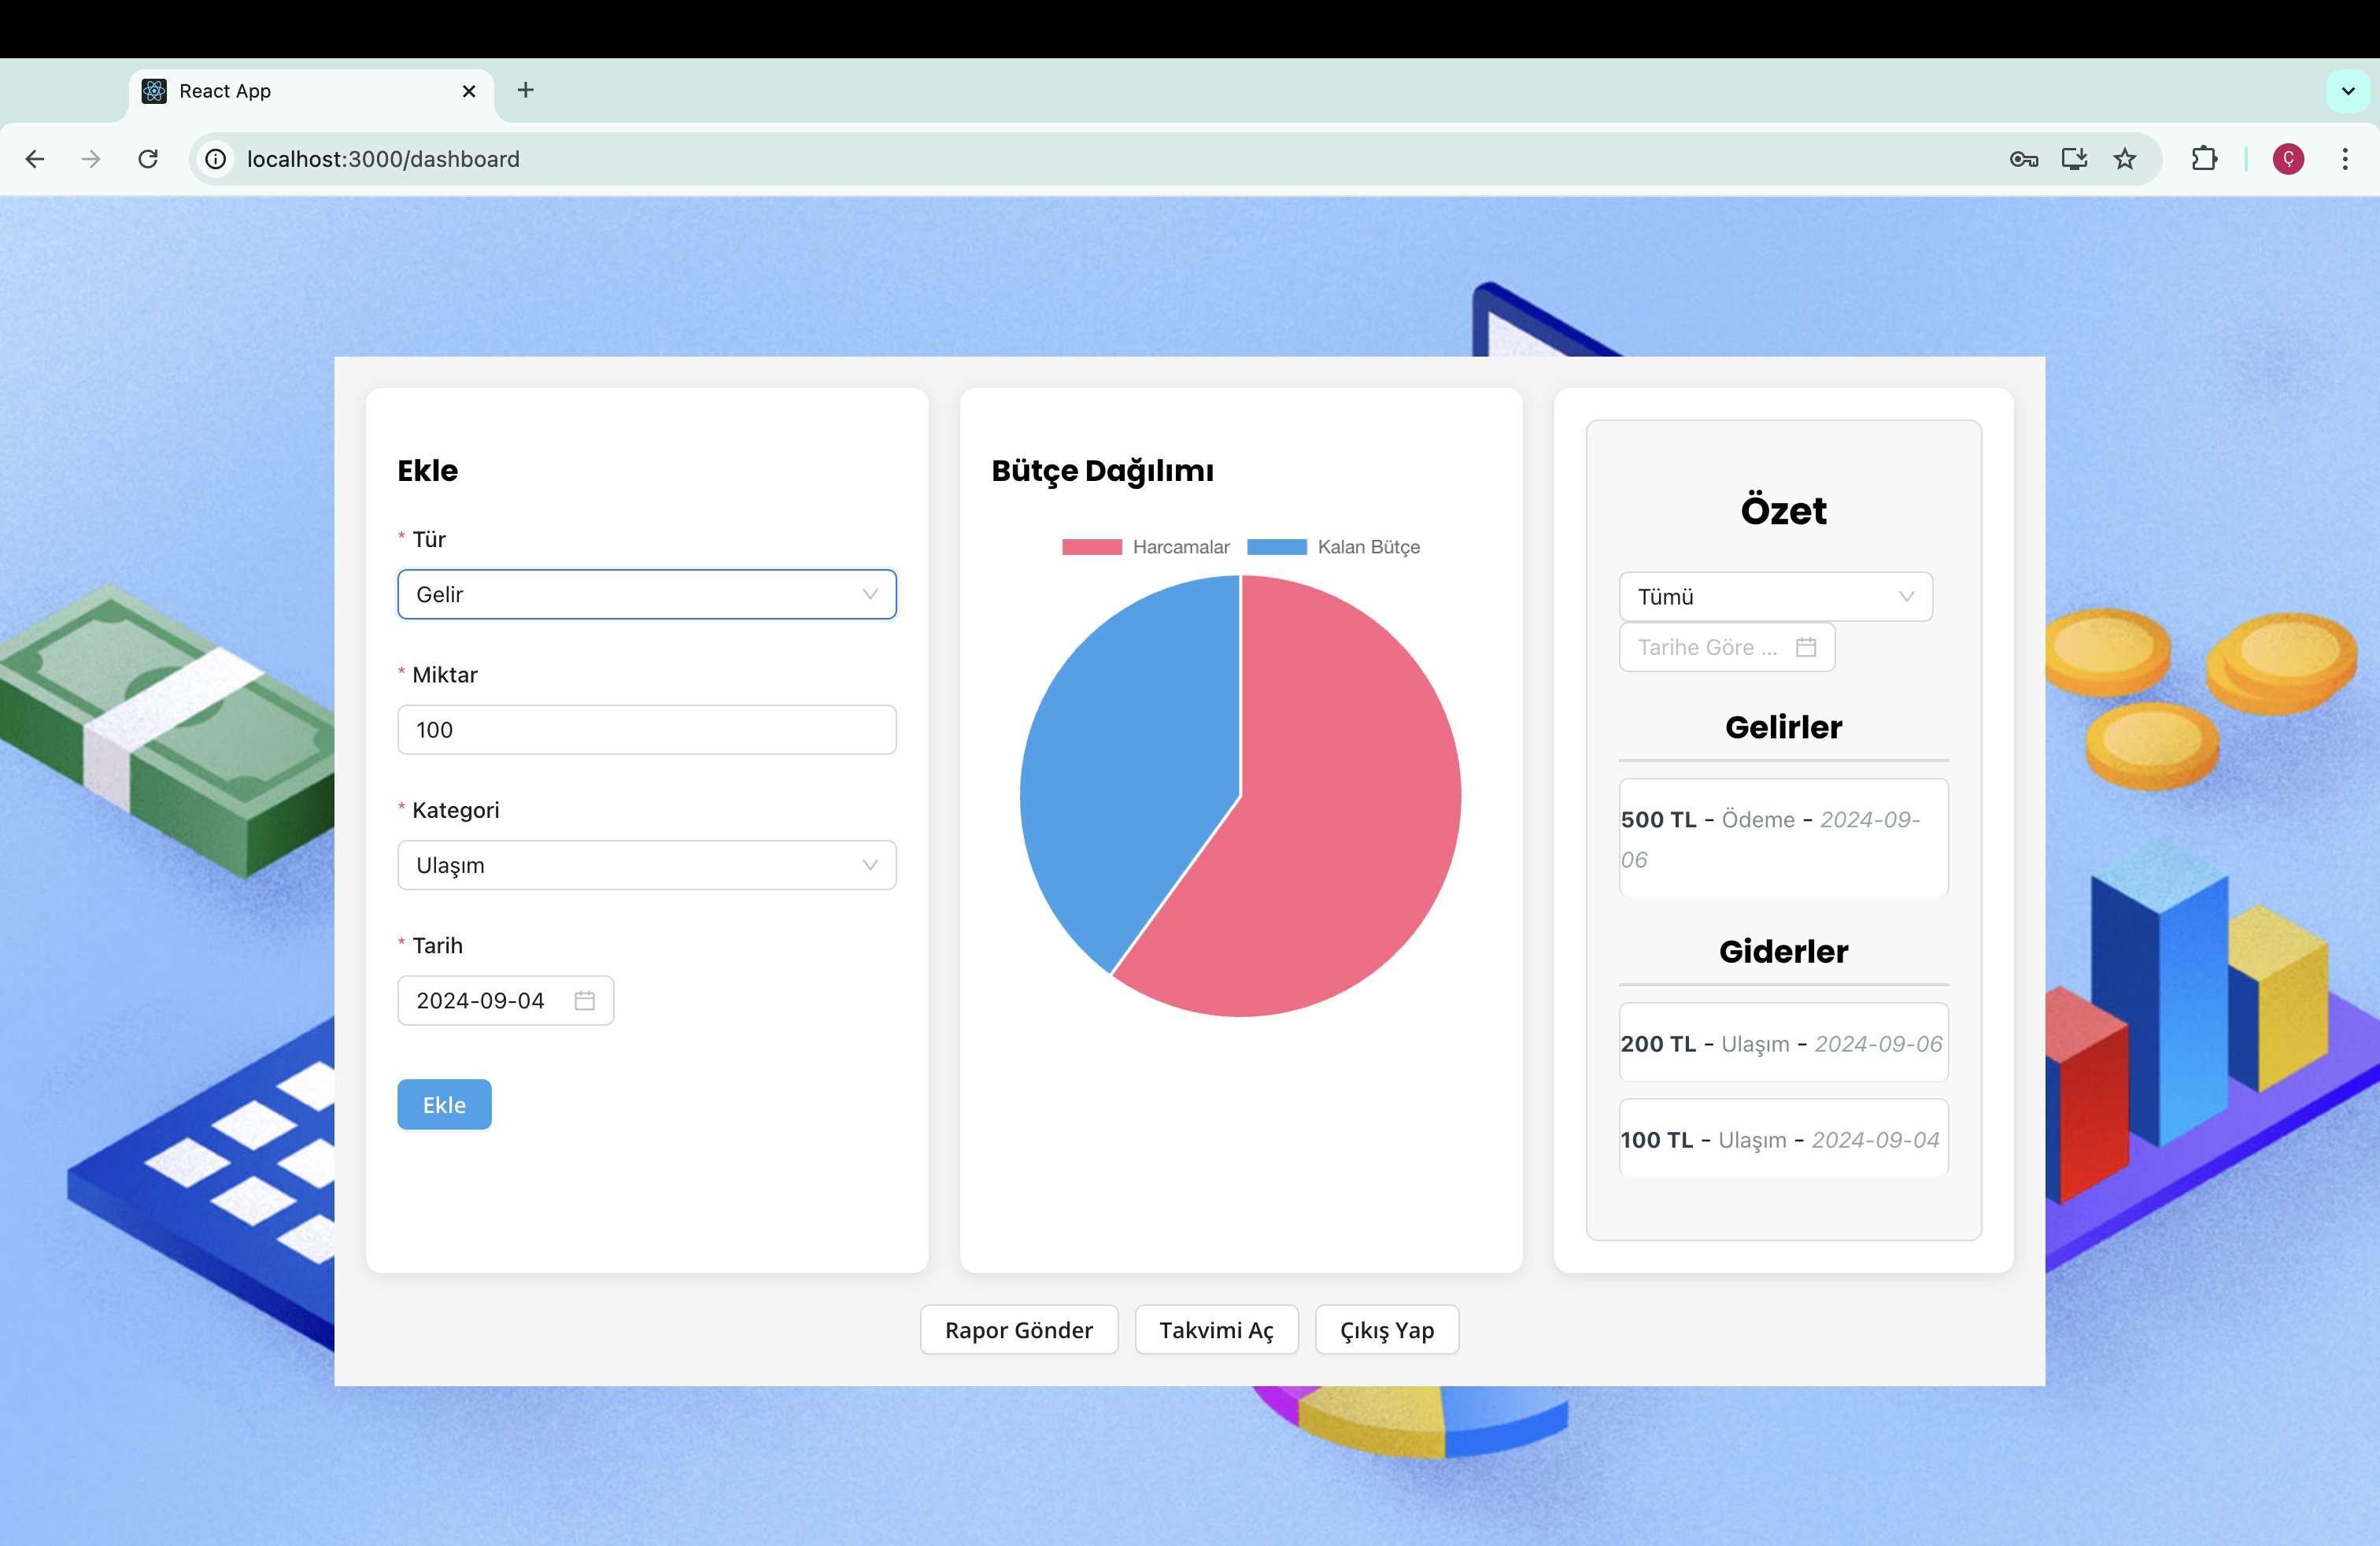 React App
localhost:3000/dashboard
Ç
Ekle
* Tür
Gelir
* Miktar
100
* Kategori
Ulaşım
* Tarih
2024-09-04
Ekle
Bütçe Dağılımı
Harcamalar Kalan Bütçe
Özet
Tümü
Tarihe Göre ...
Gelirler
500 TL - Ödeme - 2024-09-
06
Giderler
200 TL - Ulaşım - 2024-09-06
100 TL - Ulaşım - 2024-09-04
Rapor Gönder Takvimi Aç Çıkış Yap